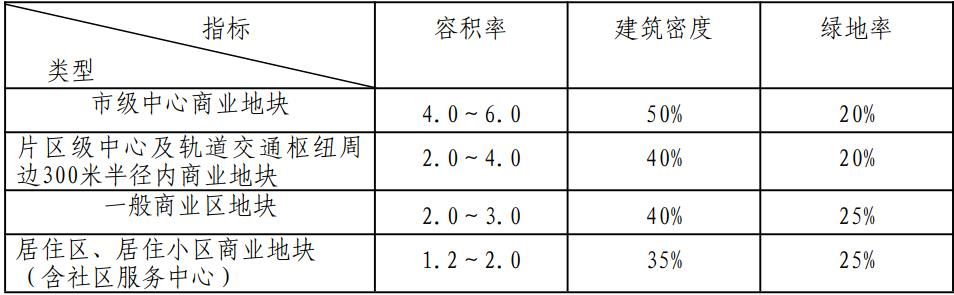 指标
容积率
建筑密度
绿地率
类型
市级中心商业地块
4.0~6.0
50%
20%
片区级中心及轨道交通枢纽周
边300米半径内商业地块
2.0~4.0
40%
20%
一般商业区地块
2.0~3.0
40%
25%
居住区、居住小区商业地块
（含社区服务中心）
1.2~2.0
35%
25%